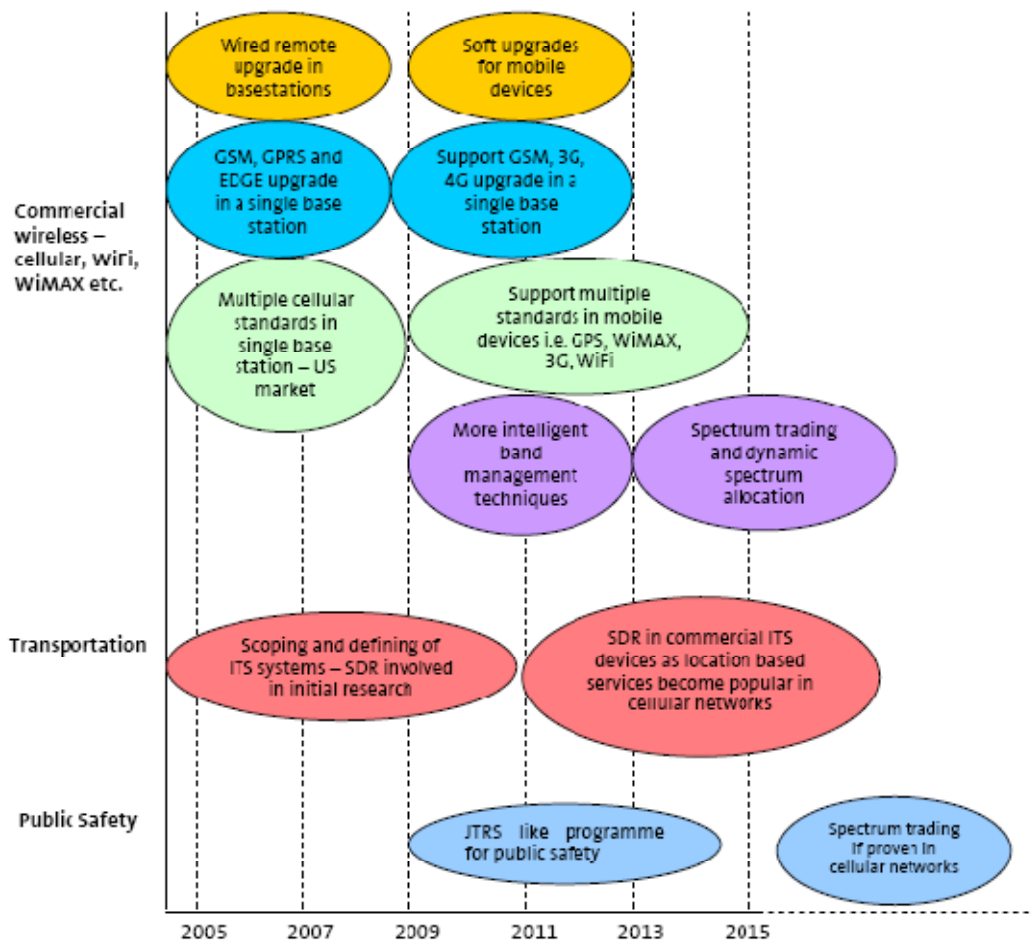 Wired remote
upgrade in
basestations
Soft upgrades
for mobile
devices
GSM, GPRS and
EDGE upgrade
in a single base
station
Support GSM, 3G,
4G upgrade in a
single base
station
Commercial
wireless –
cellular, WiFi,
WiMAX etc.
Multiple cellular
standards in
single base
station – US
market
Support multiple
standards in mobile
devices i.e. GPS, WiMAX,
3G, WiFi
More intelligent
band
management
techniques
Spectrum trading
and dynamic
spectrum
allocation
Transportation
Scoping and defining of
ITS systems – SDR involved
in initial research
SDR in commercial ITS
devices as location based
services become popular in
cellular networks
Public Safety
JTRS like programme
for public safety
Spectrum trading
if proven in
cellular networks
2005 2007 2009 2011 2013 2015